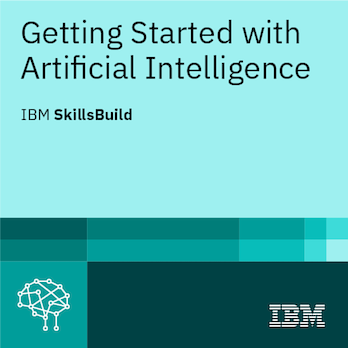 Getting Started with
Artificial Intelligence
IBM SkillsBuild
IBM